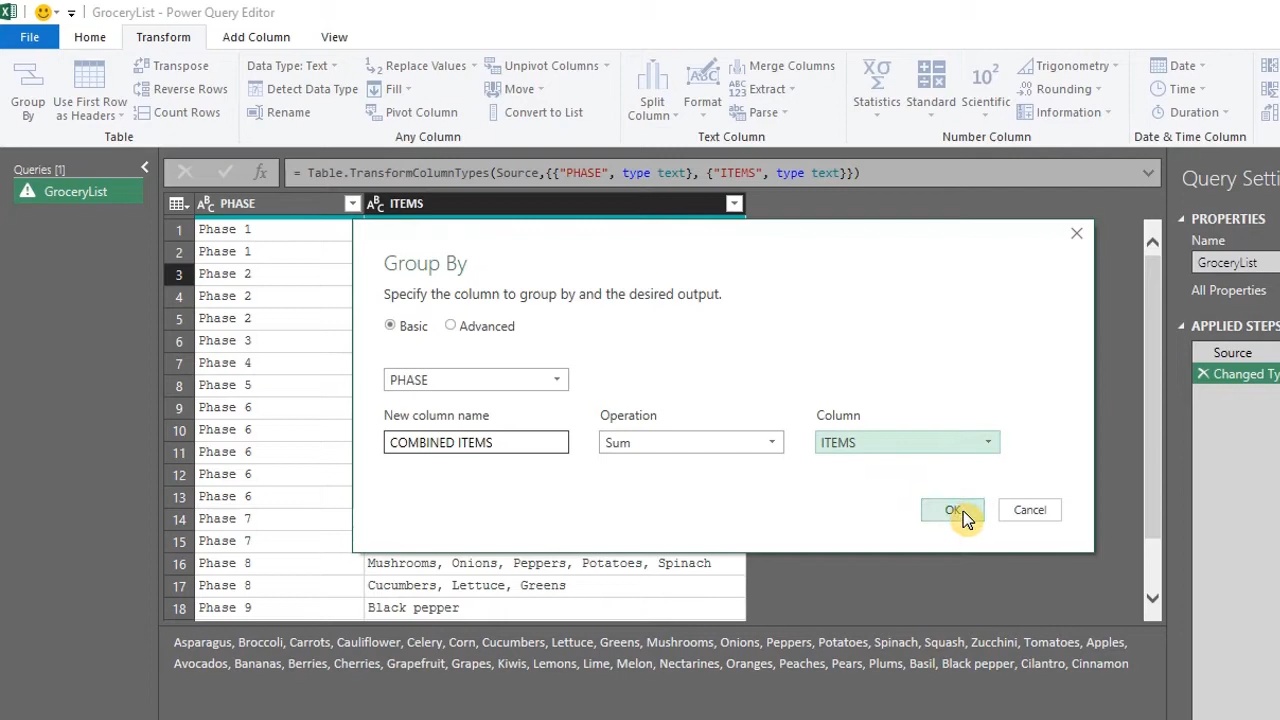 GroceryList - Power Query Editor
File Home Transform Add Column View
Group By
Use First Row as Headers
Transpose
Reverse Rows
Count Rows
Table
Data Type: Text
Detect Data Type
Rename
Replace Values
Fill
Pivot Column
Unpivot Columns
Move
Convert to List
Any Column
Split Column
Format
Merge Columns
Extract
Parse
Text Column
Statistics
Standard
Scientific
Trigonometry
Rounding
Information
Number Column
Date
Time
Duration
Date & Time Column
Queries [1]
GroceryList
= Table.TransformColumnTypes(Source,{{"PHASE", type text}, {"ITEMS", type text}})
PHASE ITEMS
1 Phase 1
2 Phase 1
3 Phase 2
4 Phase 2
5 Phase 2
6 Phase 3
7 Phase 4
8 Phase 5
9 Phase 6
10 Phase 6
11 Phase 6
12 Phase 6
13 Phase 6
14 Phase 7
15 Phase 7
16 Phase 8 Mushrooms, Onions, Peppers, Potatoes, Spinach
17 Phase 8 Cucumbers, Lettuce, Greens
18 Phase 9 Black pepper
Group By
Specify the column to group by and the desired output.
Basic Advanced
PHASE
New column name Operation Column
COMBINED ITEMS Sum ITEMS
OK Cancel
Asparagus, Broccoli, Carrots, Cauliflower, Celery, Corn, Cucumbers, Lettuce, Greens, Mushrooms, Onions, Peppers, Potatoes, Spinach, Squash, Zucchini, Tomatoes, Apples,
Avocados, Bananas, Berries, Cherries, Grapefruit, Grapes, Kiwis, Lemons, Lime, Melon, Nectarines, Oranges, Peaches, Pears, Plums, Basil, Black pepper, Cilantro, Cinnamon
Query Setti
PROPERTIES
Name
GroceryList
All Properties
APPLIED STEPS
Source
Changed Ty